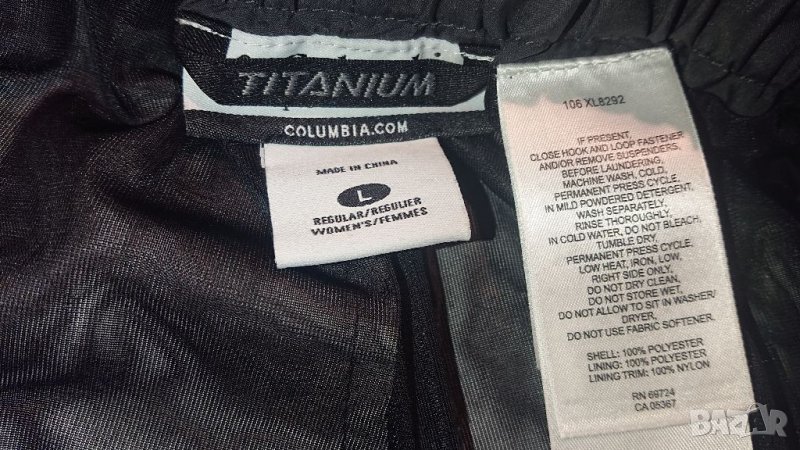 TITANIUM
COLUMBIA.COM
MADE IN CHINA
L
REGULAR/REGULIER
WOMEN'S/FEMMES
106 XL8292
IF PRESENT,
CLOSE HOOK AND LOOP FASTENER
AND/OR REMOVE SUSPENDERS,
BEFORE LAUNDERING,
MACHINE WASH, COLD,
PERMANENT PRESS CYCLE,
IN MILD POWDERED DETERGENT,
WASH SEPARATELY.
RINSE THOROUGHLY,
IN COLD WATER, DO NOT BLEACH,
TUMBLE DRY,
PERMANENT PRESS CYCLE,
LOW HEAT, IRON, LOW,
RIGHT SIDE ONLY,
DO NOT DRY CLEAN,
DO NOT STORE WET,
DO NOT ALLOW TO SIT IN WASHER/
DRYER,
DO NOT USE FABRIC SOFTENER.
SHELL: 100% POLYESTER
LINING: 100% POLYESTER
LINING TRIM: 100% NYLON
RN 69724
CA 05367
BAZAR